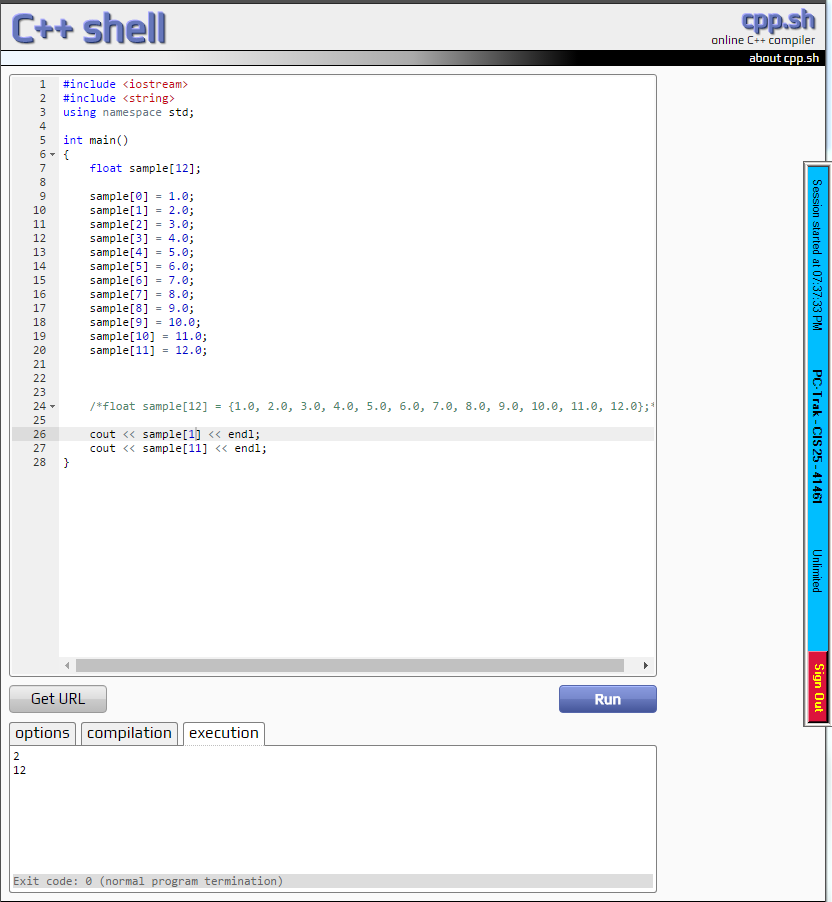 C++ shell
cpp.sh
online C++ compiler
about cpp.sh
1 #include <iostream>
2 #include <string>
3 using namespace std;
4
5 int main()
6 {
7     float sample[12];
8
9     sample[0] = 1.0;
10     sample[1] = 2.0;
11     sample[2] = 3.0;
12     sample[3] = 4.0;
13     sample[4] = 5.0;
14     sample[5] = 6.0;
15     sample[6] = 7.0;
16     sample[7] = 8.0;
17     sample[8] = 9.0;
18     sample[9] = 10.0;
19     sample[10] = 11.0;
20     sample[11] = 12.0;
21
22
23
24     /*float sample[12] = {1.0, 2.0, 3.0, 4.0, 5.0, 6.0, 7.0, 8.0, 9.0, 10.0, 11.0, 12.0};*
25
26     cout << sample[1] << endl;
27     cout << sample[11] << endl;
28 }
Get URL
Run
options
compilation
execution
2
12
Exit code: 0 (normal program termination)
Session started at 07:37:33 PM
PC-Trak - CIS 25 - 41461
Unlimited
Sign Out